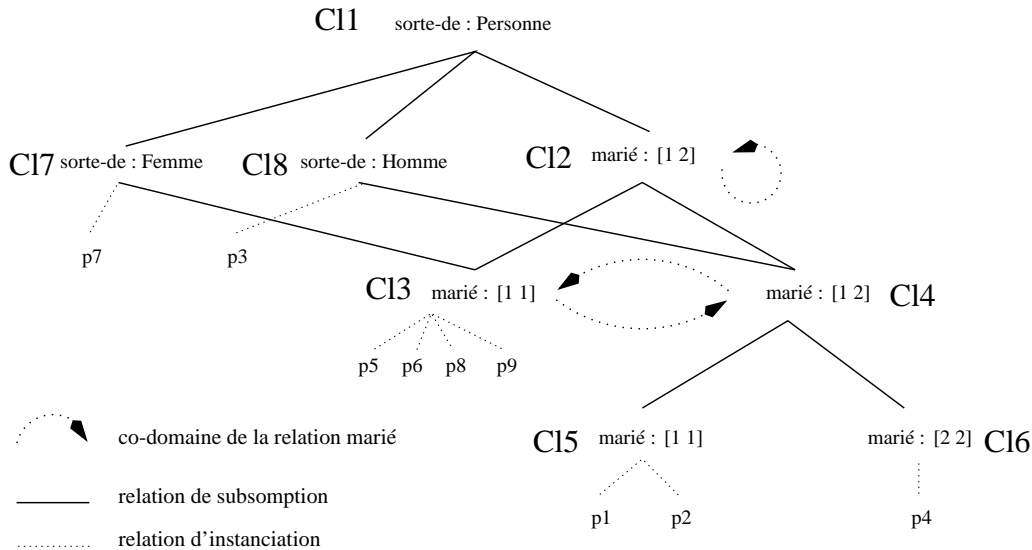 Cl1 sorte-de : Personne
Cl7 sorte-de : Femme Cl8 sorte-de : Homme Cl2 marié : [1 2]
p7 p3
Cl3 marié : [1 1] marié : [1 2] Cl4
p5 p6 p8 p9
co-domaine de la relation marié Cl5 marié : [1 1] marié : [2 2] Cl6
relation de subsomption
p1 p2 p4
relation d'instanciation